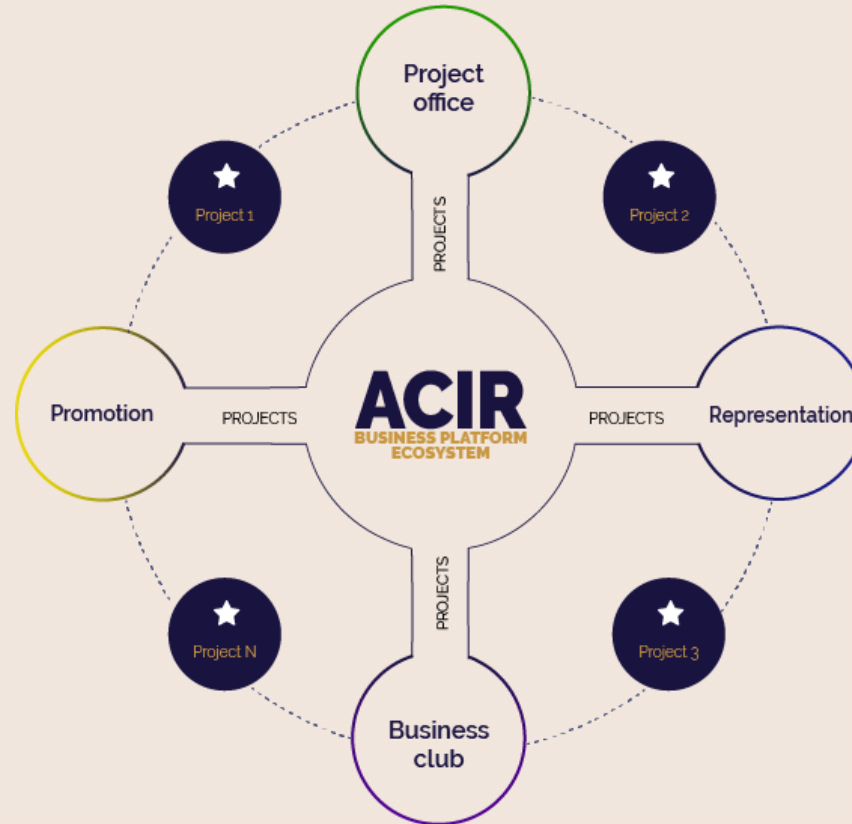 Project
office
Project 1
Project 2
PROJECTS
Promotion
PROJECTS
ACIR
BUSINESS PLATFORM
ECOSYSTEM
PROJECTS
Representation
PROJECTS
Project N
Project 3
Business
club